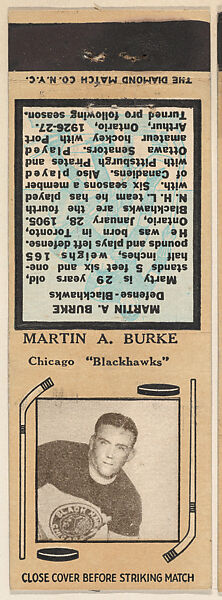 THE DIAMOND MATCH CO. N.Y.C.
MARTIN A. BURKE
Defense-Blackhawks
Marty is 29 years old,
stands 5 feet six and one-
half inches, weighs 165
pounds and plays left defense.
He was born in Toronto,
Ontario, January 28, 1905.
Blackhawks are the fourth
N. H. L. team he has played
with. Six seasons a member
of Canadiens. Also played
with Pittsburgh Pirates and
Ottawa Senators. Played
amateur hockey with Port
Arthur, Ontario, 1926-27.
Turned pro following season.
MARTIN A. BURKE
Chicago "Blackhawks"
BLACK HAWKS
CLOSE COVER BEFORE STRIKING MATCH